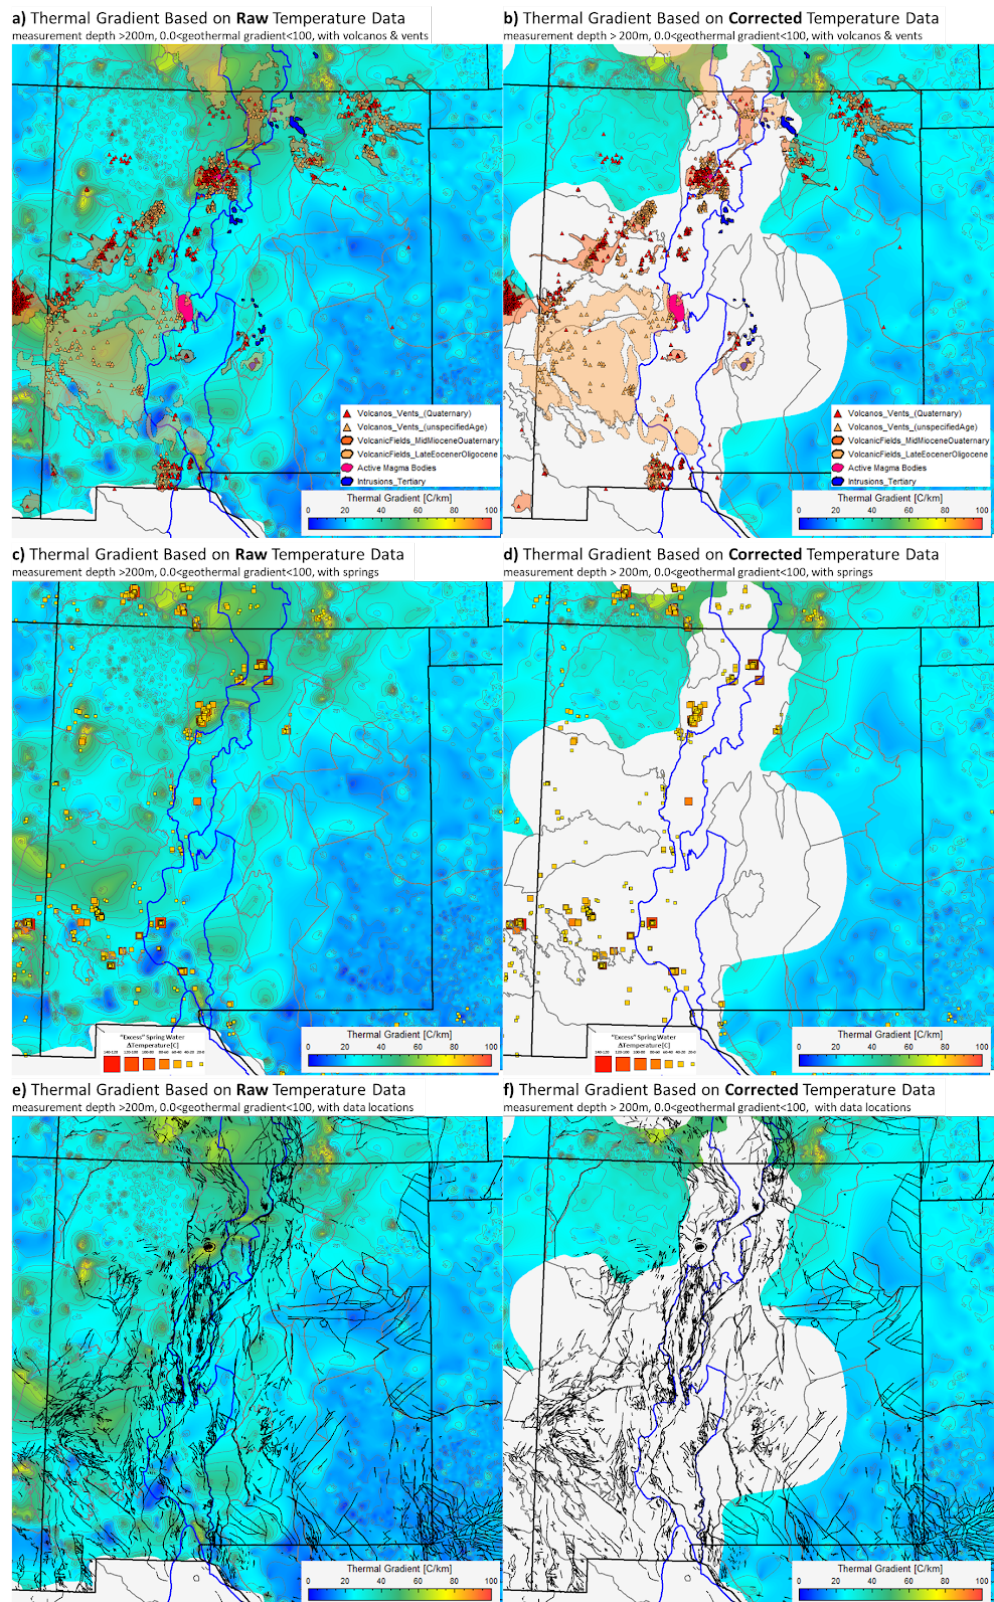 a) Thermal Gradient Based on Raw Temperature Data
measurement depth >200m, 0.0<geothermal gradient<100, with volcanos & vents
b) Thermal Gradient Based on Corrected Temperature Data
measurement depth > 200m, 0.0<geothermal gradient<100, with volcanos & vents
Volcanos_Vents_(Quaternary)
Volcanos_Vents_(unspecifiedAge)
VolcanicFields_MidMioceneQuaternary
VolcanicFields_LateEocenerOligocene
Active Magma Bodies
Intrusions_Tertiary
Thermal Gradient [C/km]
0 20 40 60 80 100
Volcanos_Vents_(Quaternary)
Volcanos_Vents_(unspecifiedAge)
VolcanicFields_MidMioceneQuaternary
VolcanicFields_LateEocenerOligocene
Active Magma Bodies
Intrusions_Tertiary
Thermal Gradient [C/km]
0 20 40 60 80 100
c) Thermal Gradient Based on Raw Temperature Data
measurement depth >200m, 0.0<geothermal gradient<100, with springs
d) Thermal Gradient Based on Corrected Temperature Data
measurement depth > 200m, 0.0<geothermal gradient<100, with springs
"Excess" Spring Water
ΔTemperature[C]
Thermal Gradient [C/km]
0 20 40 60 80 100
"Excess" Spring Water
ΔTemperature[C]
Thermal Gradient [C/km]
0 20 40 60 80 100
e) Thermal Gradient Based on Raw Temperature Data
measurement depth >200m, 0.0<geothermal gradient<100, with data locations
f) Thermal Gradient Based on Corrected Temperature Data
measurement depth > 200m, 0.0<geothermal gradient<100, with data locations
Thermal Gradient [C/km]
0 20 40 60 80 100
Thermal Gradient [C/km]
0 20 40 60 80 100